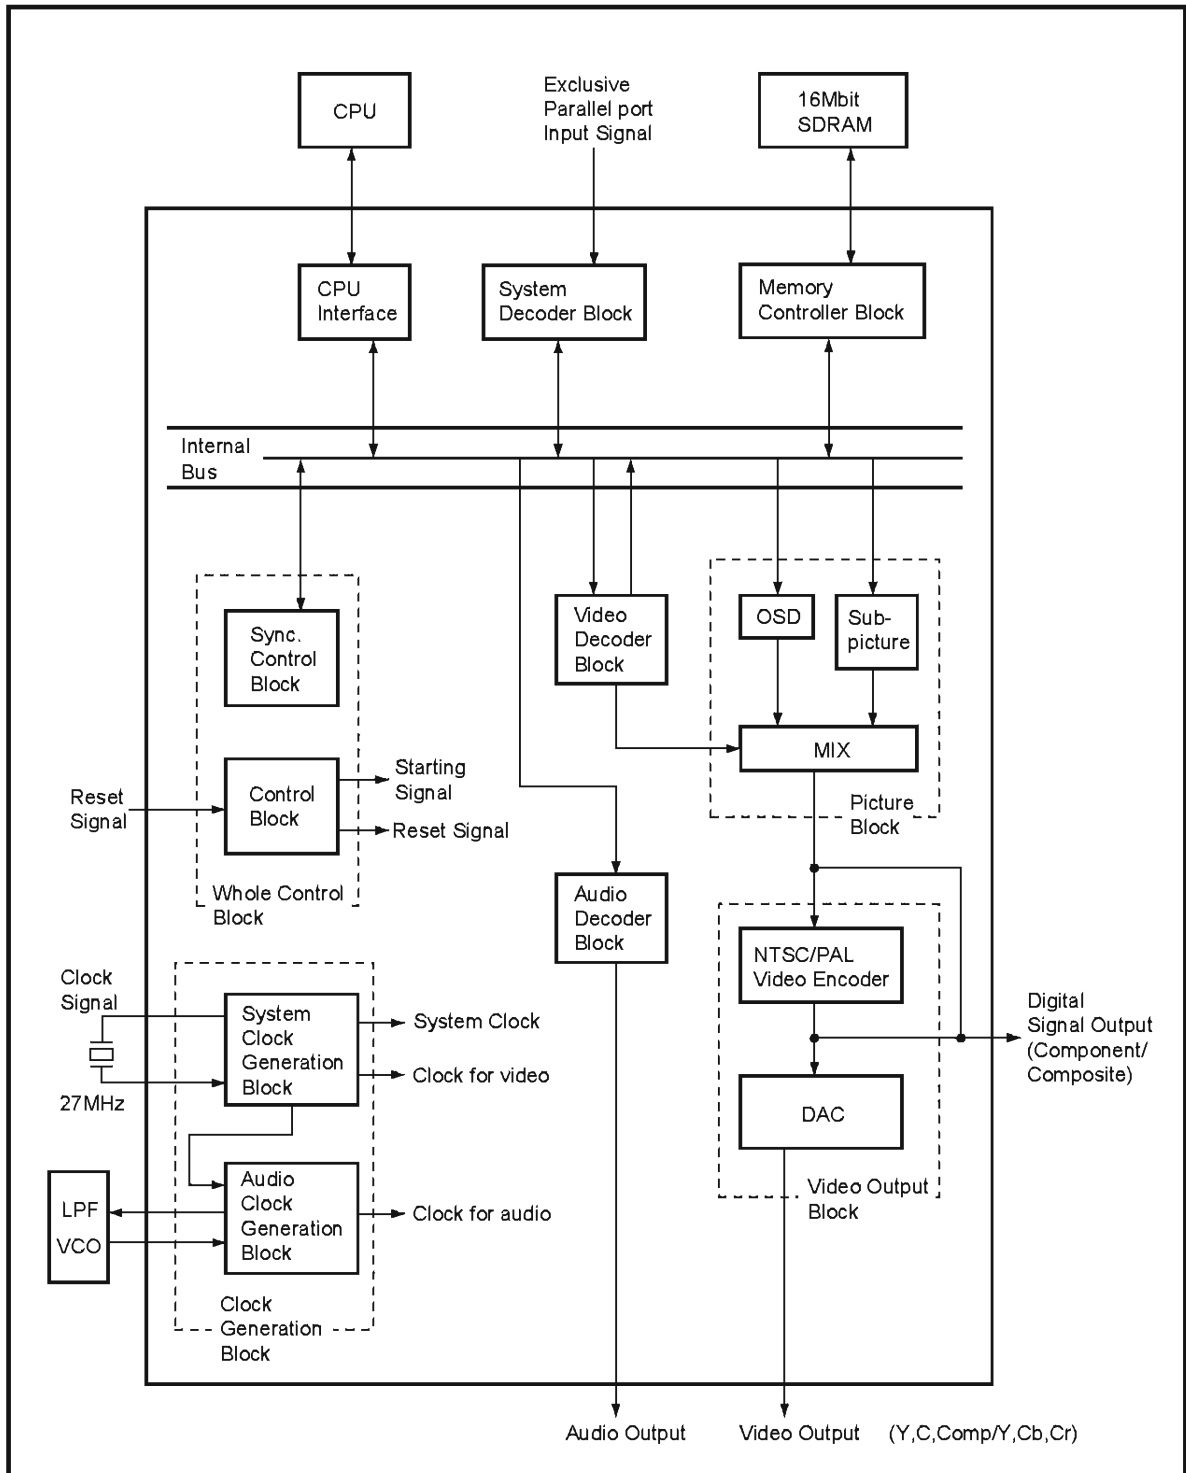 CPU
Exclusive
Parallel port
Input Signal
16Mbit
SDRAM
CPU
Interface
System
Decoder Block
Memory
Controller Block
Internal
Bus
Sync.
Control
Block
Video
Decoder
Block
OSD
Sub-
picture
MIX
Picture
Block
Reset
Signal
Control
Block
Starting
Signal
Reset Signal
Whole Control
Block
Audio
Decoder
Block
NTSC/PAL
Video Encoder
Digital
Signal Output
(Component/
Composite)
DAC
Video Output
Block
Clock
Signal
27MHz
System
Clock
Generation
Block
System Clock
Clock for video
LPF
VCO
Audio
Clock
Generation
Block
Clock for audio
Clock
Generation
Block
Audio Output
Video Output (Y,C,Comp/Y,Cb,Cr)